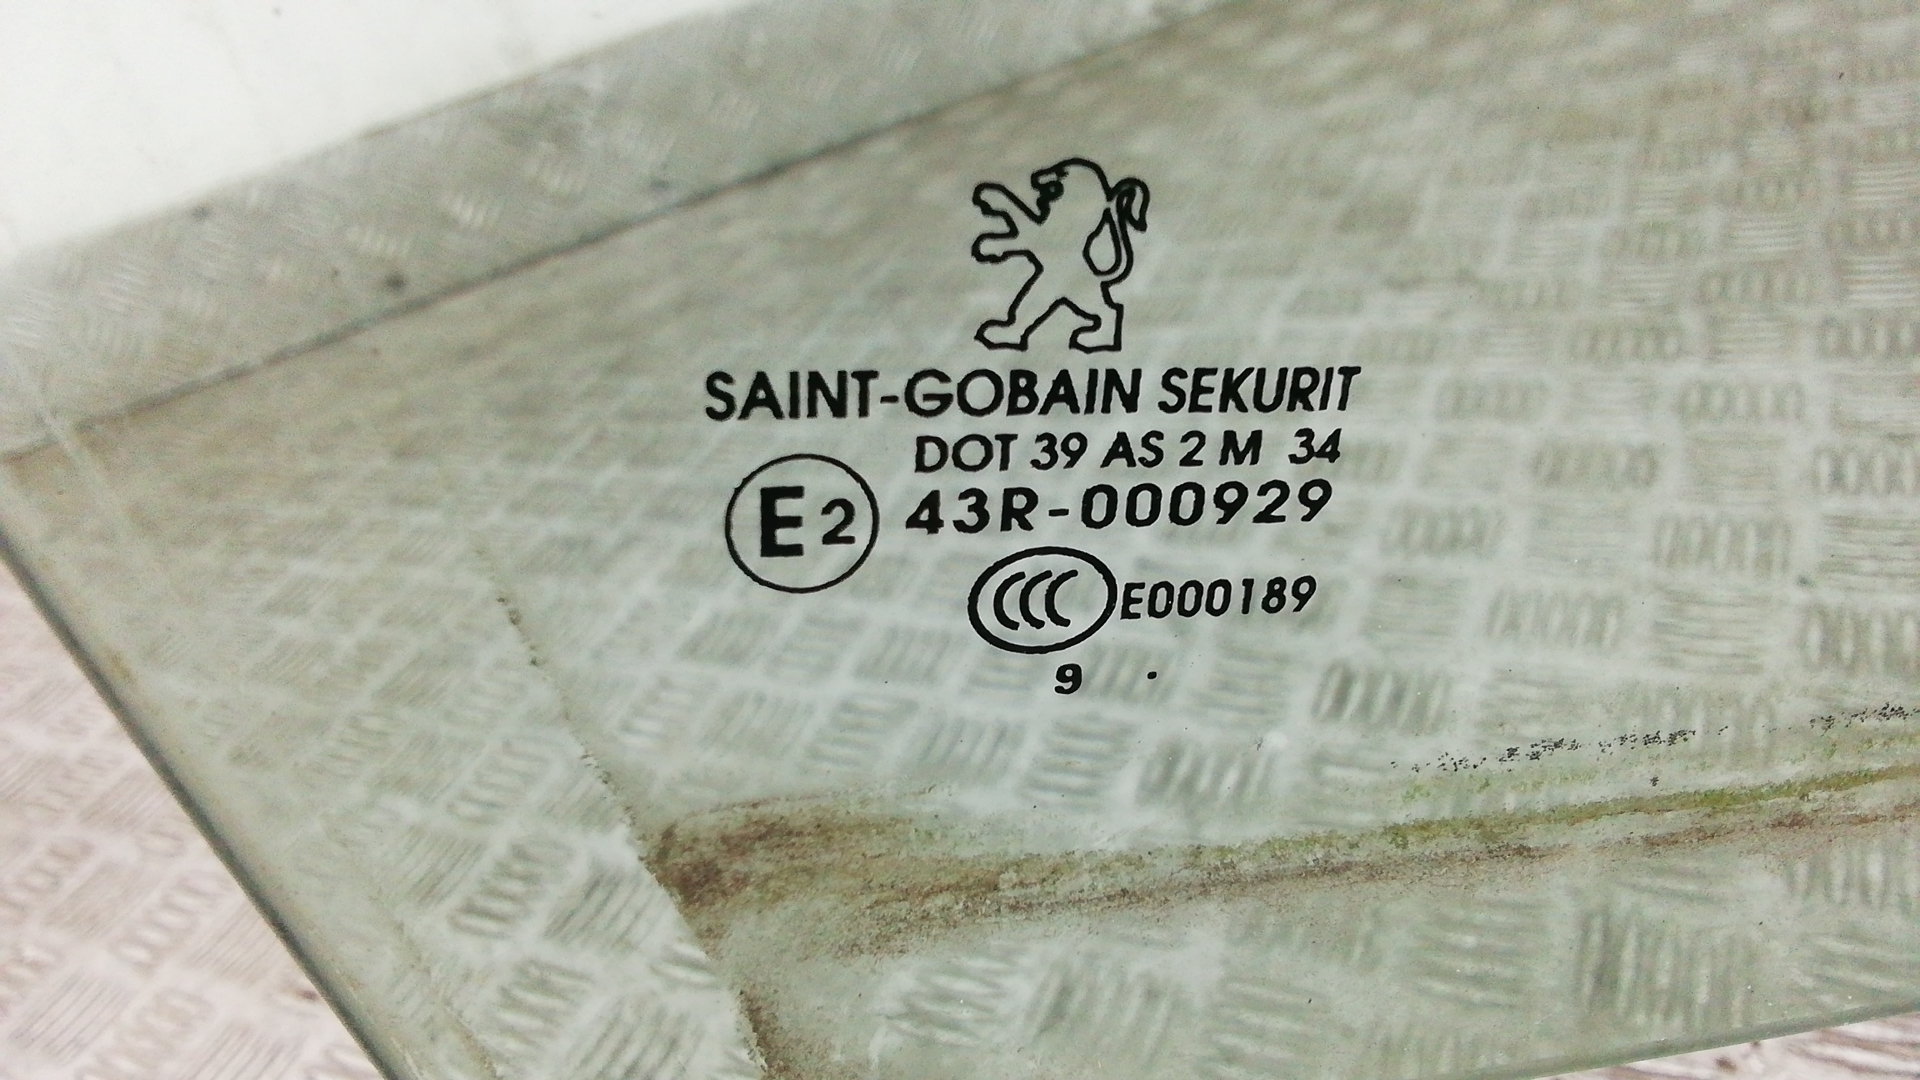 SAINT-GOBAIN SEKURIT
DOT 39 AS 2 M 34
E2 43R-000929
CCC E000189
9 .